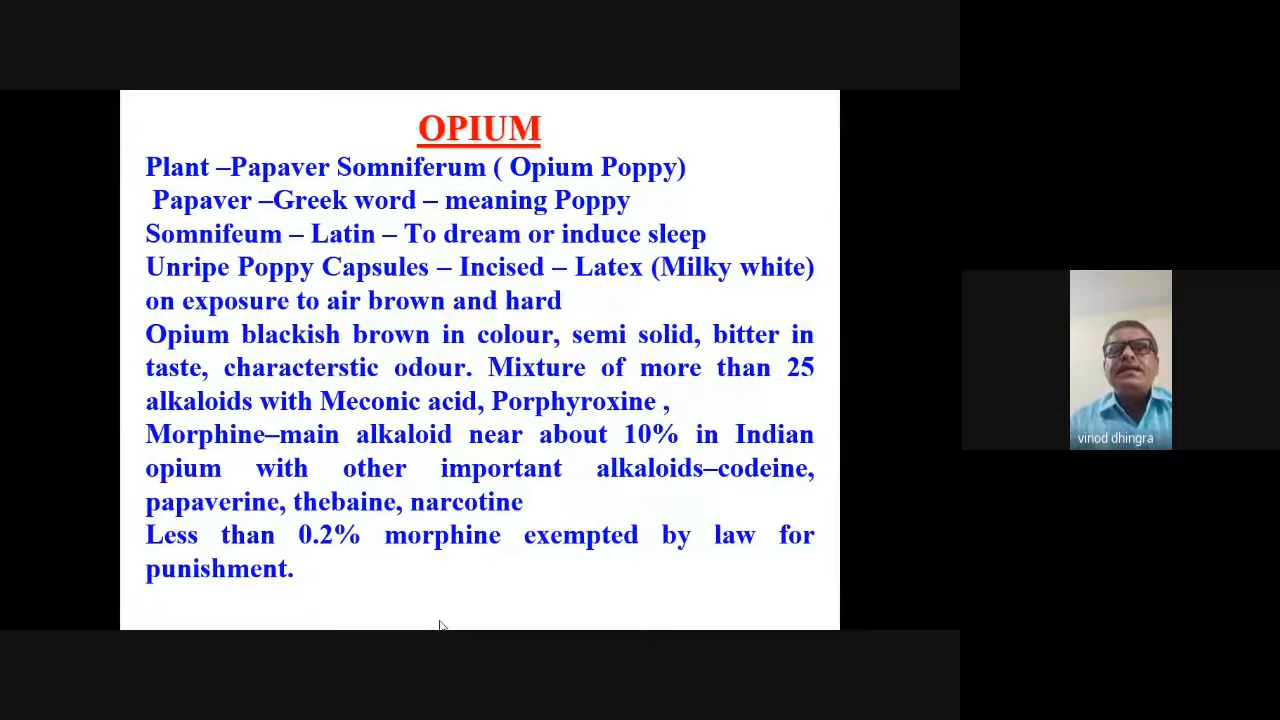 OPIUM
Plant –Papaver Somniferum ( Opium Poppy)
Papaver –Greek word – meaning Poppy
Somnifeum – Latin – To dream or induce sleep
Unripe Poppy Capsules – Incised – Latex (Milky white)
on exposure to air brown and hard
Opium blackish brown in colour, semi solid, bitter in
taste, characterstic odour. Mixture of more than 25
alkaloids with Meconic acid, Porphyroxine ,
Morphine–main alkaloid near about 10% in Indian
opium with other important alkaloids–codeine,
papaverine, thebaine, narcotine
Less than 0.2% morphine exempted by law for
punishment.
vinod dhingra